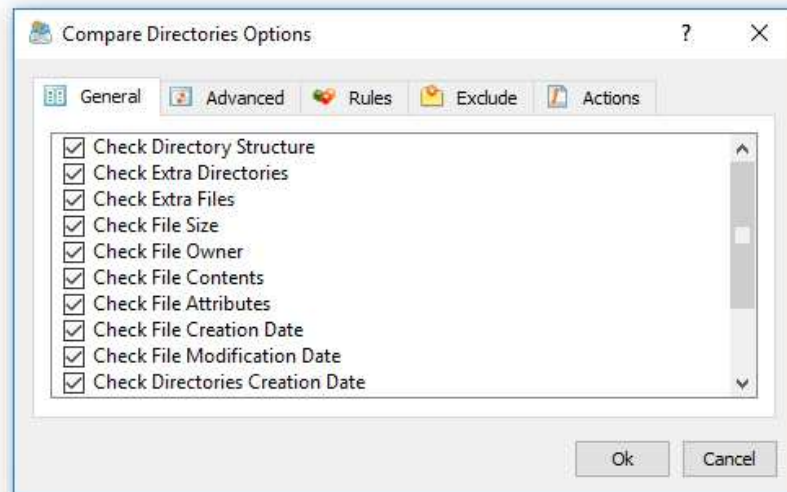 Compare Directories Options ?
General Advanced Rules Exclude Actions
Check Directory Structure
Check Extra Directories
Check Extra Files
Check File Size
Check File Owner
Check File Contents
Check File Attributes
Check File Creation Date
Check File Modification Date
Check Directories Creation Date
Ok Cancel